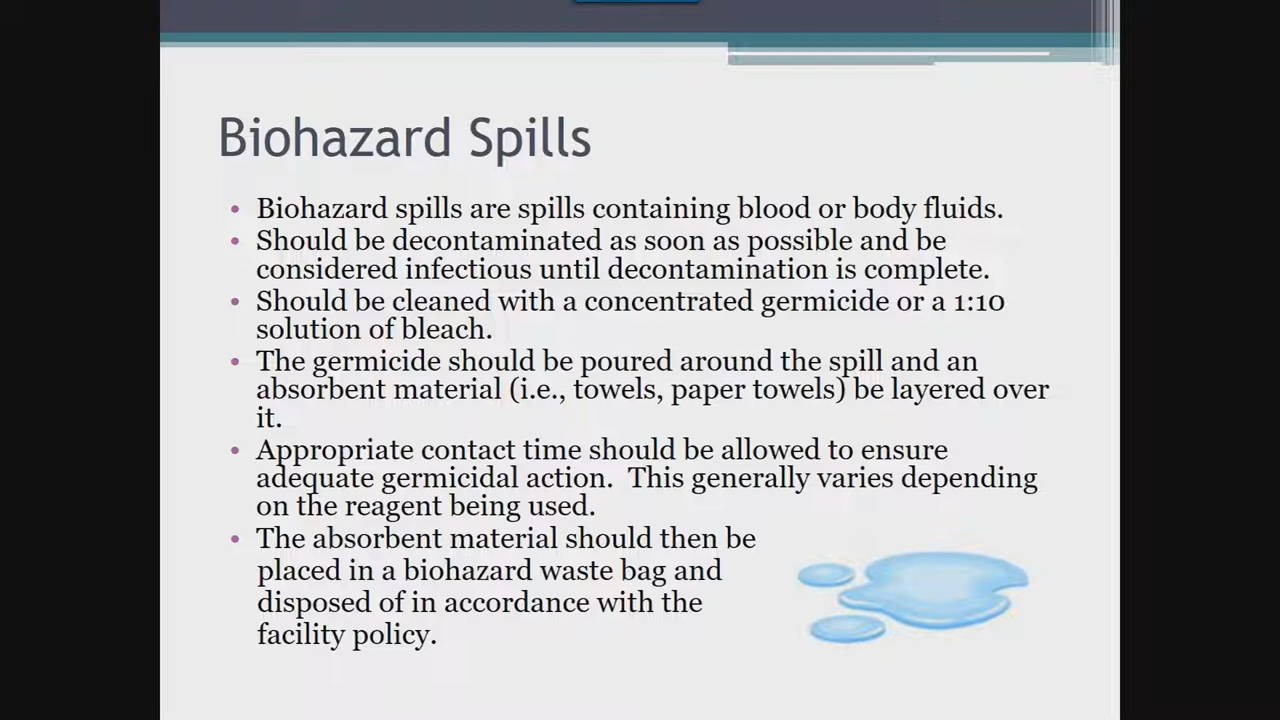 Biohazard Spills
• Biohazard spills are spills containing blood or body fluids.
• Should be decontaminated as soon as possible and be
considered infectious until decontamination is complete.
• Should be cleaned with a concentrated germicide or a 1:10
solution of bleach.
• The germicide should be poured around the spill and an
absorbent material (i.e., towels, paper towels) be layered over
it.
• Appropriate contact time should be allowed to ensure
adequate germicidal action.  This generally varies depending
on the reagent being used.
• The absorbent material should then be
placed in a biohazard waste bag and
disposed of in accordance with the
facility policy.